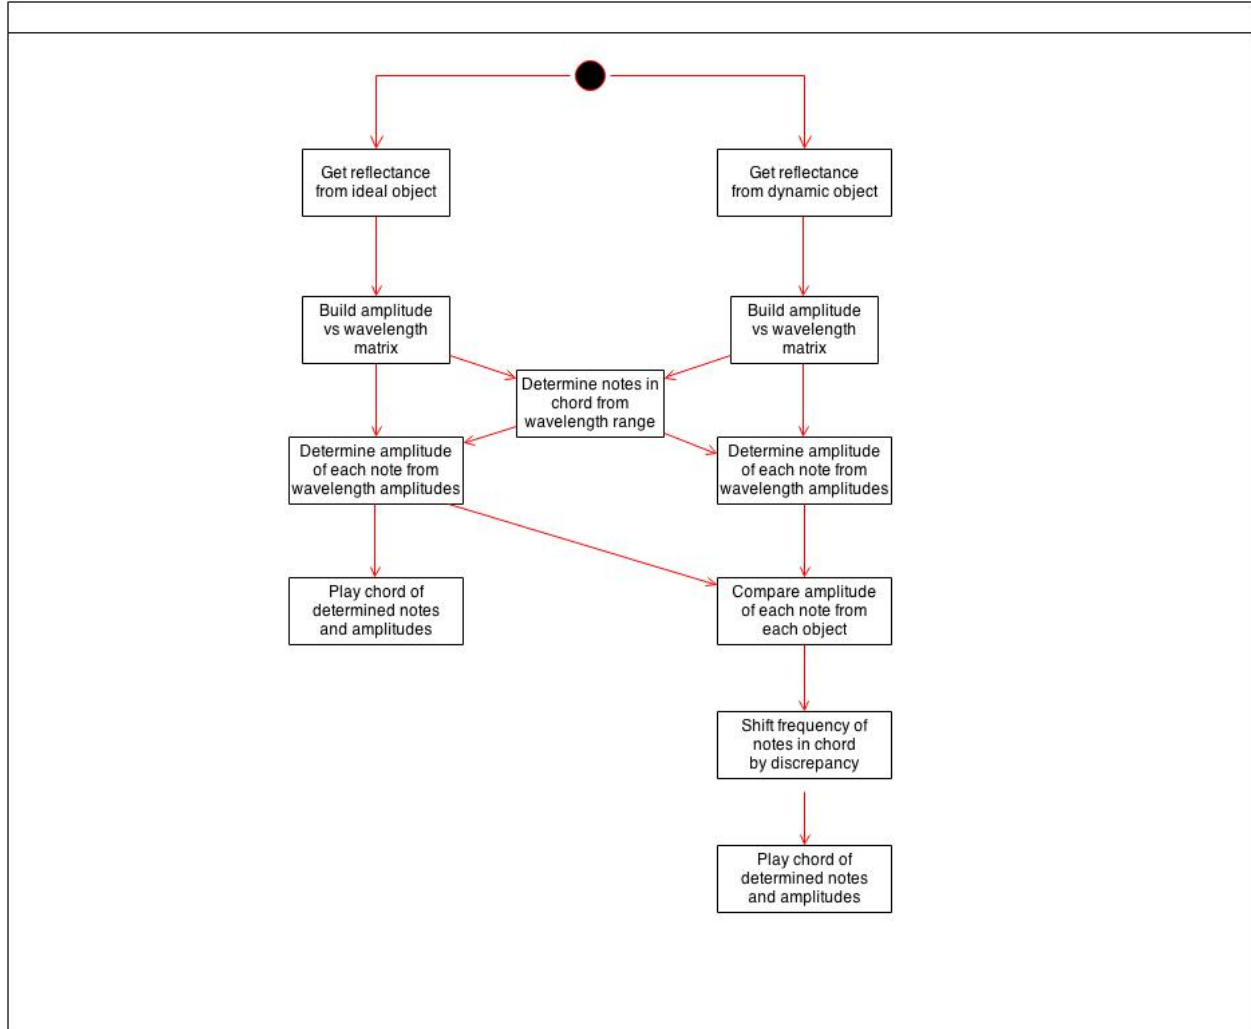 Get reflectance
from ideal object
Get reflectance
from dynamic object
Build amplitude
vs wavelength
matrix
Build amplitude
vs wavelength
matrix
Determine notes in
chord from
wavelength range
Determine amplitude
of each note from
wavelength amplitudes
Determine amplitude
of each note from
wavelength amplitudes
Play chord of
determined notes
and amplitudes
Compare amplitude
of each note from
each object
Shift frequency of
notes in chord
by discrepancy
Play chord of
determined notes
and amplitudes